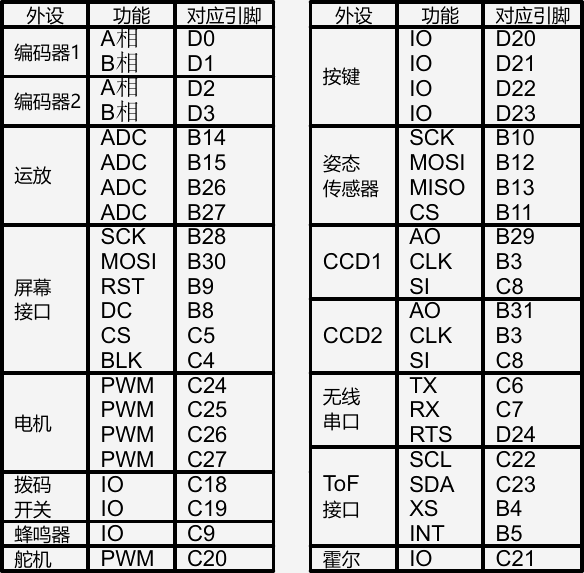 外设 功能 对应引脚
编码器1 A相 D0
B相 D1
编码器2 A相 D2
B相 D3
运放 ADC B14
ADC B15
ADC B26
ADC B27
屏幕接口 SCK B28
MOSI B30
RST B9
DC B8
CS C5
BLK C4
电机 PWM C24
PWM C25
PWM C26
PWM C27
拨码开关 IO C18
IO C19
蜂鸣器 IO C9
舵机 PWM C20
外设 功能 对应引脚
按键 IO D20
IO D21
IO D22
IO D23
姿态传感器 SCK B10
MOSI B12
MISO B13
CS B11
CCD1 AO B29
CLK B3
SI C8
CCD2 AO B31
CLK B3
SI C8
无线串口 TX C6
RX C7
RTS D24
ToF接口 SCL C22
SDA C23
XS B4
INT B5
霍尔 IO C21